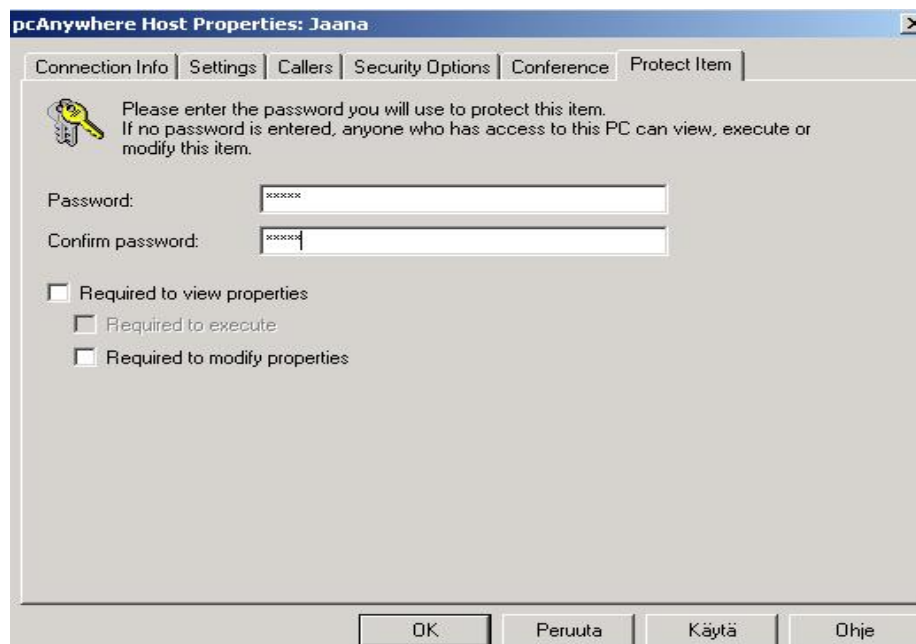 pcAnywhere Host Properties: Jaana
Connection Info Settings Callers Security Options Conference Protect Item
Please enter the password you will use to protect this item.
If no password is entered, anyone who has access to this PC can view, execute or
modify this item.
Password: *****
Confirm password: *****
Required to view properties
Required to execute
Required to modify properties
OK Peruuta Käytä Ohje